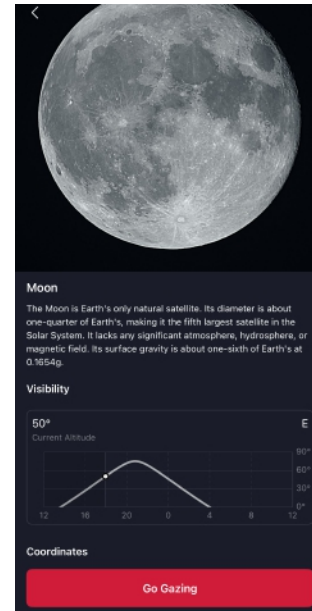 Moon
The Moon is Earth's only natural satellite. Its diameter is about
one-quarter of Earth's, making it the fifth largest satellite in the
Solar System. It lacks any significant atmosphere, hydrosphere, or
magnetic field. Its surface gravity is about one-sixth of Earth's at
0.1654g.
Visibility
50° E
Current Altitude
90°
60°
30°
0°
12 16 20 0 4 8 12
Coordinates
Go Gazing